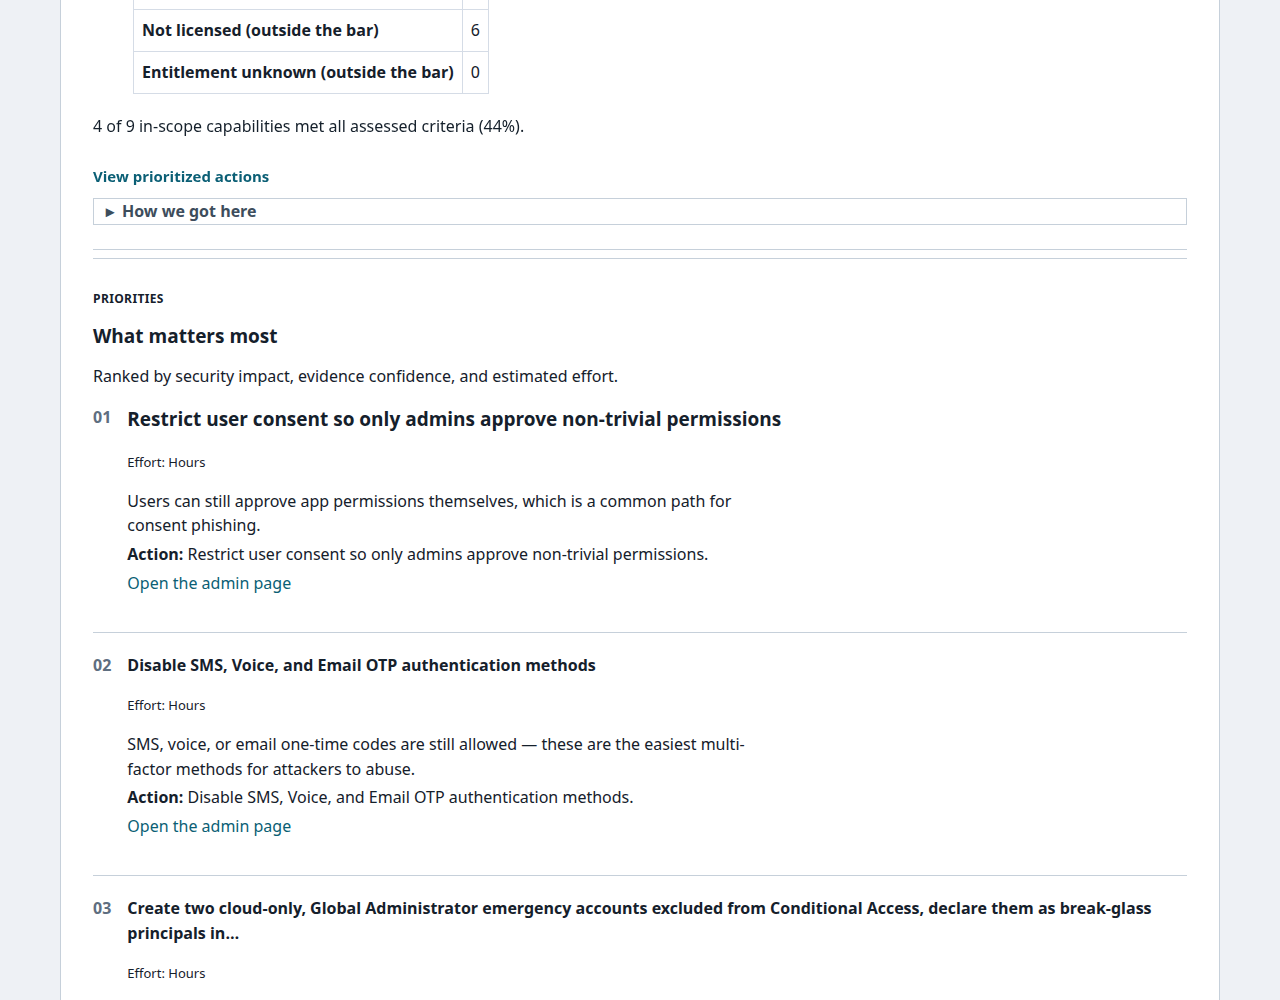 Not licensed (outside the bar) 6
Entitlement unknown (outside the bar) 0
4 of 9 in-scope capabilities met all assessed criteria (44%).
View prioritized actions
► How we got here
PRIORITIES
What matters most
Ranked by security impact, evidence confidence, and estimated effort.
01 Restrict user consent so only admins approve non-trivial permissions
Effort: Hours
Users can still approve app permissions themselves, which is a common path for
consent phishing.
Action: Restrict user consent so only admins approve non-trivial permissions.
Open the admin page
02 Disable SMS, Voice, and Email OTP authentication methods
Effort: Hours
SMS, voice, or email one-time codes are still allowed — these are the easiest multi-
factor methods for attackers to abuse.
Action: Disable SMS, Voice, and Email OTP authentication methods.
Open the admin page
03 Create two cloud-only, Global Administrator emergency accounts excluded from Conditional Access, declare them as break-glass
principals in...
Effort: Hours